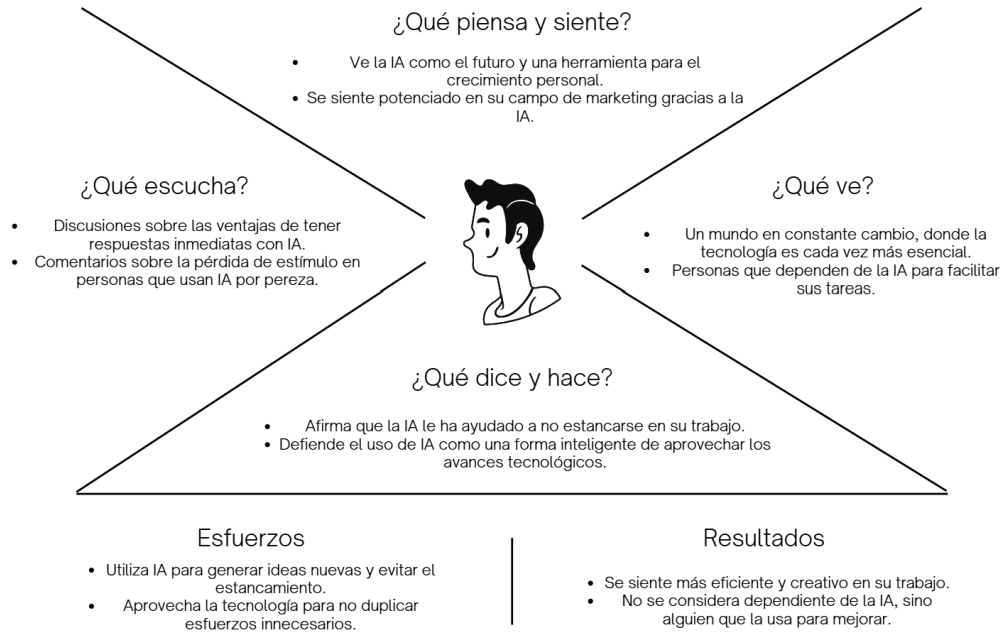 ¿Qué piensa y siente?
• Ve la IA como el futuro y una herramienta para el
crecimiento personal.
• Se siente potenciado en su campo de marketing gracias a la
IA.
¿Qué escucha?
• Discusiones sobre las ventajas de tener
respuestas inmediatas con IA.
• Comentarios sobre la pérdida de estímulo en
personas que usan IA por pereza.
¿Qué ve?
• Un mundo en constante cambio, donde la
tecnología es cada vez más esencial.
• Personas que dependen de la IA para facilitar
sus tareas.
¿Qué dice y hace?
• Afirma que la IA le ha ayudado a no estancarse en su trabajo.
• Defiende el uso de IA como una forma inteligente de aprovechar los
avances tecnológicos.
Esfuerzos
• Utiliza IA para generar ideas nuevas y evitar el
estancamiento.
• Aprovecha la tecnología para no duplicar
esfuerzos innecesarios.
Resultados
• Se siente más eficiente y creativo en su trabajo.
• No se considera dependiente de la IA, sino
alguien que la usa para mejorar.